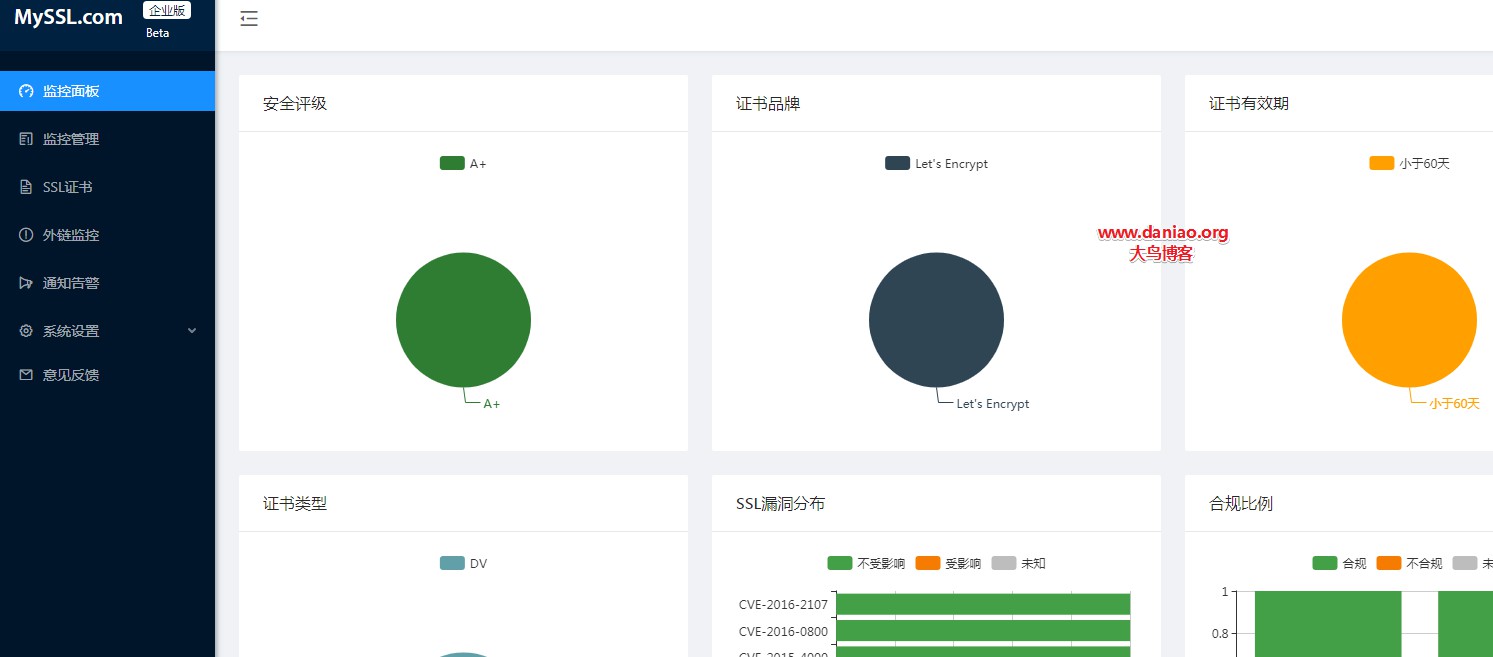 MySSL.com
企业版
Beta
监控面板
监控管理
SSL证书
外链监控
通知告警
系统设置
意见反馈
安全评级
A+
A+
证书品牌
Let's Encrypt
Let's Encrypt
证书有效期
小于60天
小于60天
www.daniao.org
大鸟博客
证书类型
DV
SSL漏洞分布
不受影响 受影响 未知
CVE-2016-2107
CVE-2016-0800
合规比例
合规 不合规
1
0.8